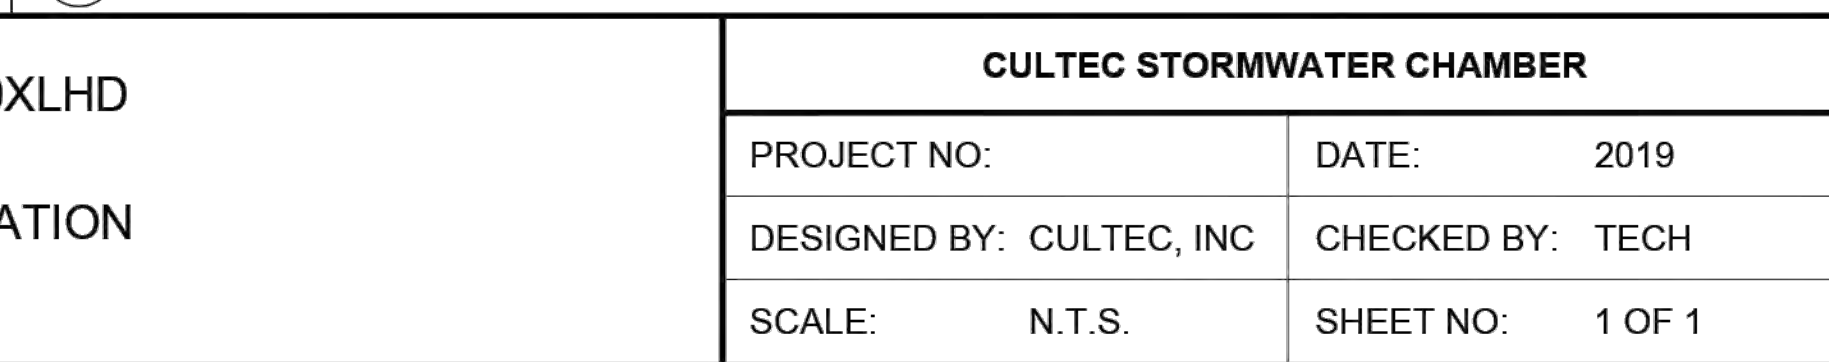 XLHD
ATION
CULTEC STORMWATER CHAMBER
PROJECT NO:
DATE: 2019
DESIGNED BY: CULTEC, INC
CHECKED BY: TECH
SCALE: N.T.S.
SHEET NO: 1 OF 1